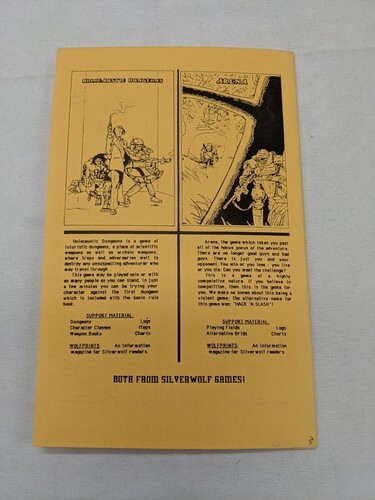 HOLOCAUSTIC DUNGEONS
Holocaustic Dungeons is a game of
futuristic dungeons; a place of scientific
weapons as well as archaic weapons,
where traps and adversaries wait to
destroy any unsuspecting adventurer who
may travel through.
This game may be played solo or with
as many people as you can stand. In just
a few minutes you can be trying your
character against the first dungeon
which is included with the basic rule
book.
SUPPORT MATERIAL:
Dungeons Logs
Character Classes Maps
Weapon Books Charts
WOLFPRINTS: An information
magazine for Silverwolf readers
ARENA
Arena, the game which takes you past
all of the hocus pocus of the adventure.
There are no longer good guys and bad
guys. There is just you and your
opponent. You win or you lose - you live
or you die. Can you meet the challenge?
This is a game of a highly
competative nature. If you believe in
competition, then this is the game for
you. We make no bones about this being a
violent game; the alternative name for
this game was: "HACK 'N SLASH"!
SUPPORT MATERIAL:
Playing Fields Logs
Alternative Grids Charts
WOLFPRINTS: An information
magazine for Silverwolf readers
BOTH FROM SILVERWOLF GAMES!